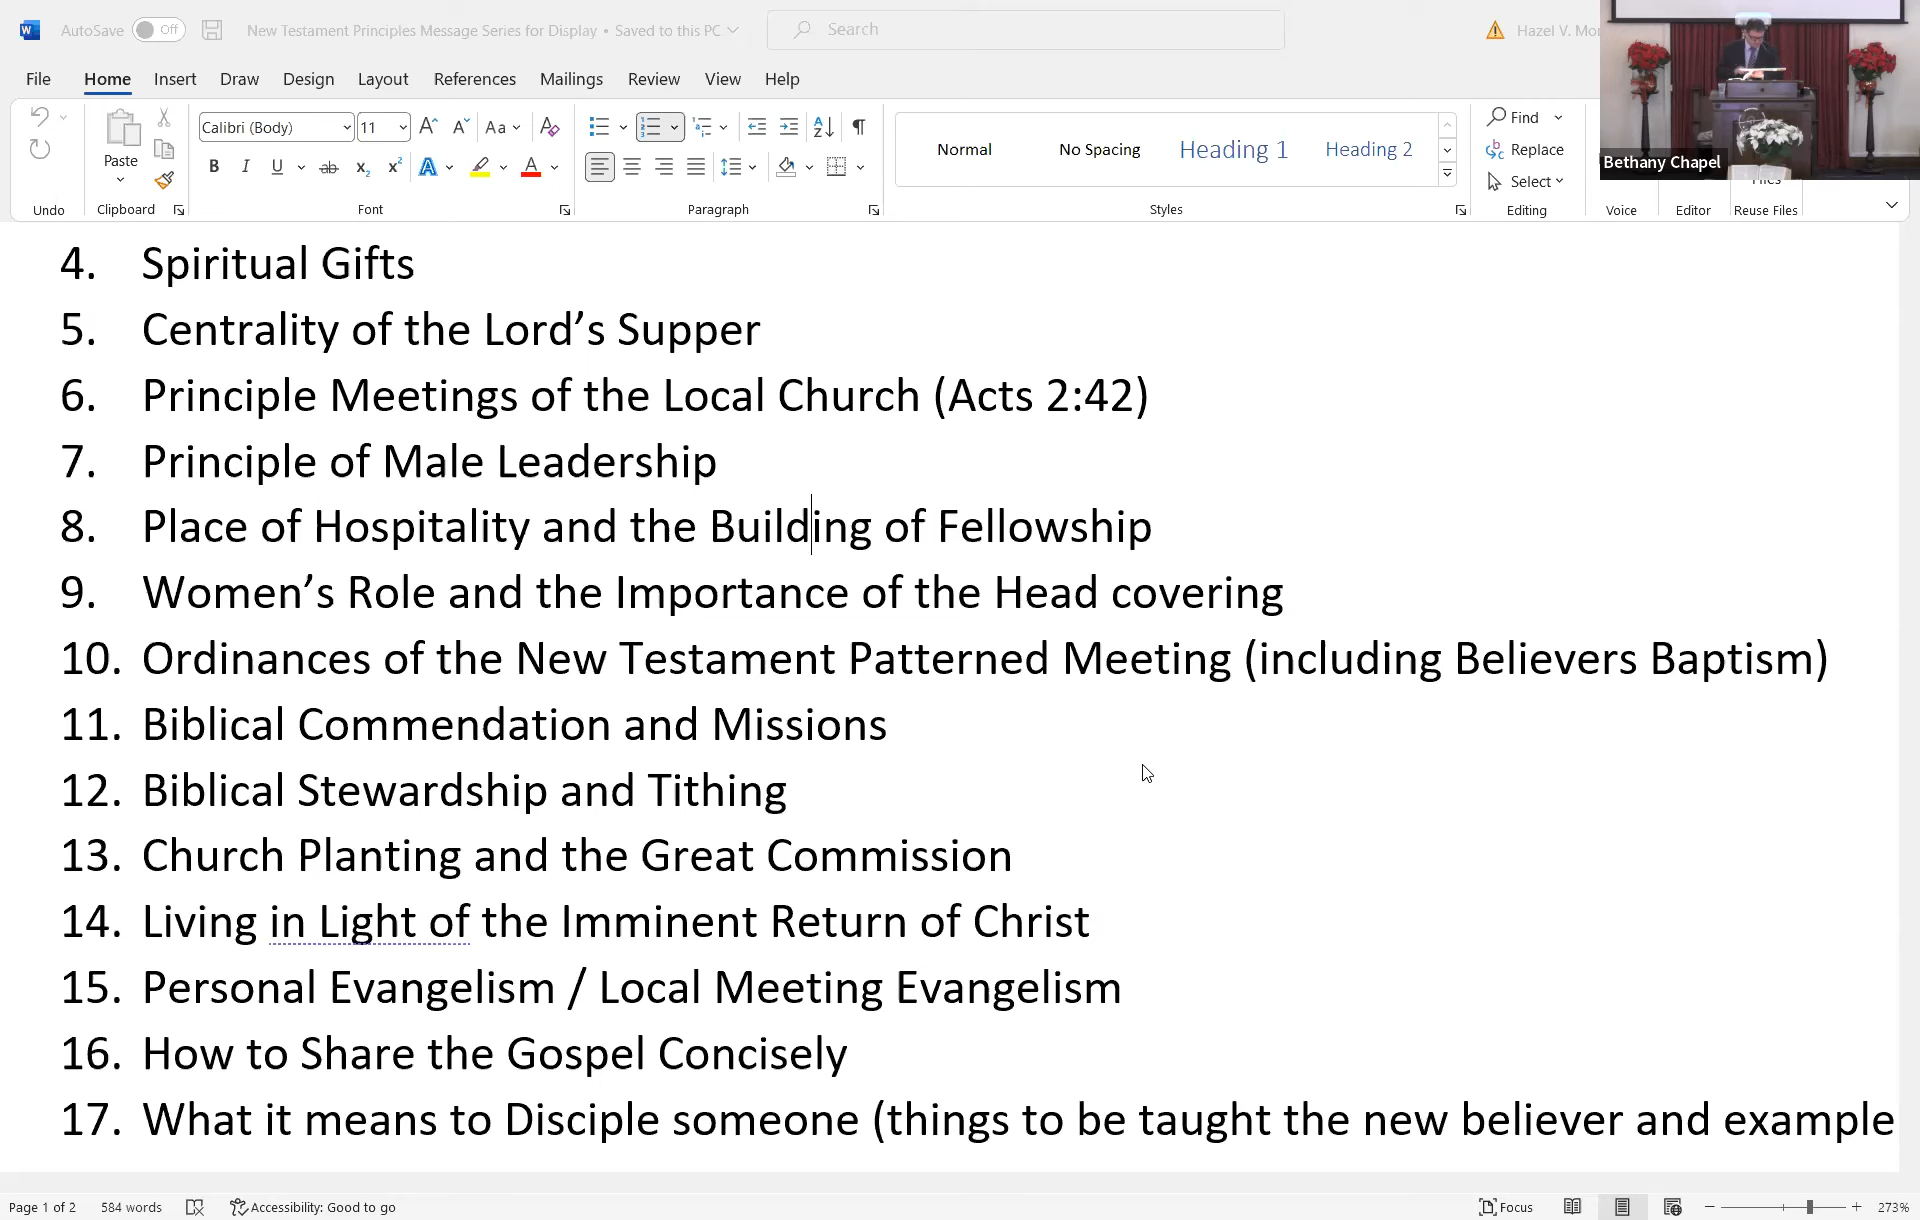 AutoSave Off New Testament Principles Message Series for Display • Saved to this PC Search Hazel V.
File Home Insert Draw Design Layout References Mailings Review View Help
Calibri (Body) 11 Aa
Paste
B I U ab x₂ x² A A
Normal No Spacing Heading 1 Heading 2
Find
Replace
Select
Bethany Chapel
Undo Clipboard Font Paragraph Styles Editing Voice Editor Reuse Files
4. Spiritual Gifts
5. Centrality of the Lord’s Supper
6. Principle Meetings of the Local Church (Acts 2:42)
7. Principle of Male Leadership
8. Place of Hospitality and the Building of Fellowship
9. Women’s Role and the Importance of the Head covering
10. Ordinances of the New Testament Patterned Meeting (including Believers Baptism)
11. Biblical Commendation and Missions
12. Biblical Stewardship and Tithing
13. Church Planting and the Great Commission
14. Living in Light of the Imminent Return of Christ
15. Personal Evangelism / Local Meeting Evangelism
16. How to Share the Gospel Concisely
17. What it means to Disciple someone (things to be taught the new believer and example
Page 1 of 2 584 words Accessibility: Good to go Focus 273%